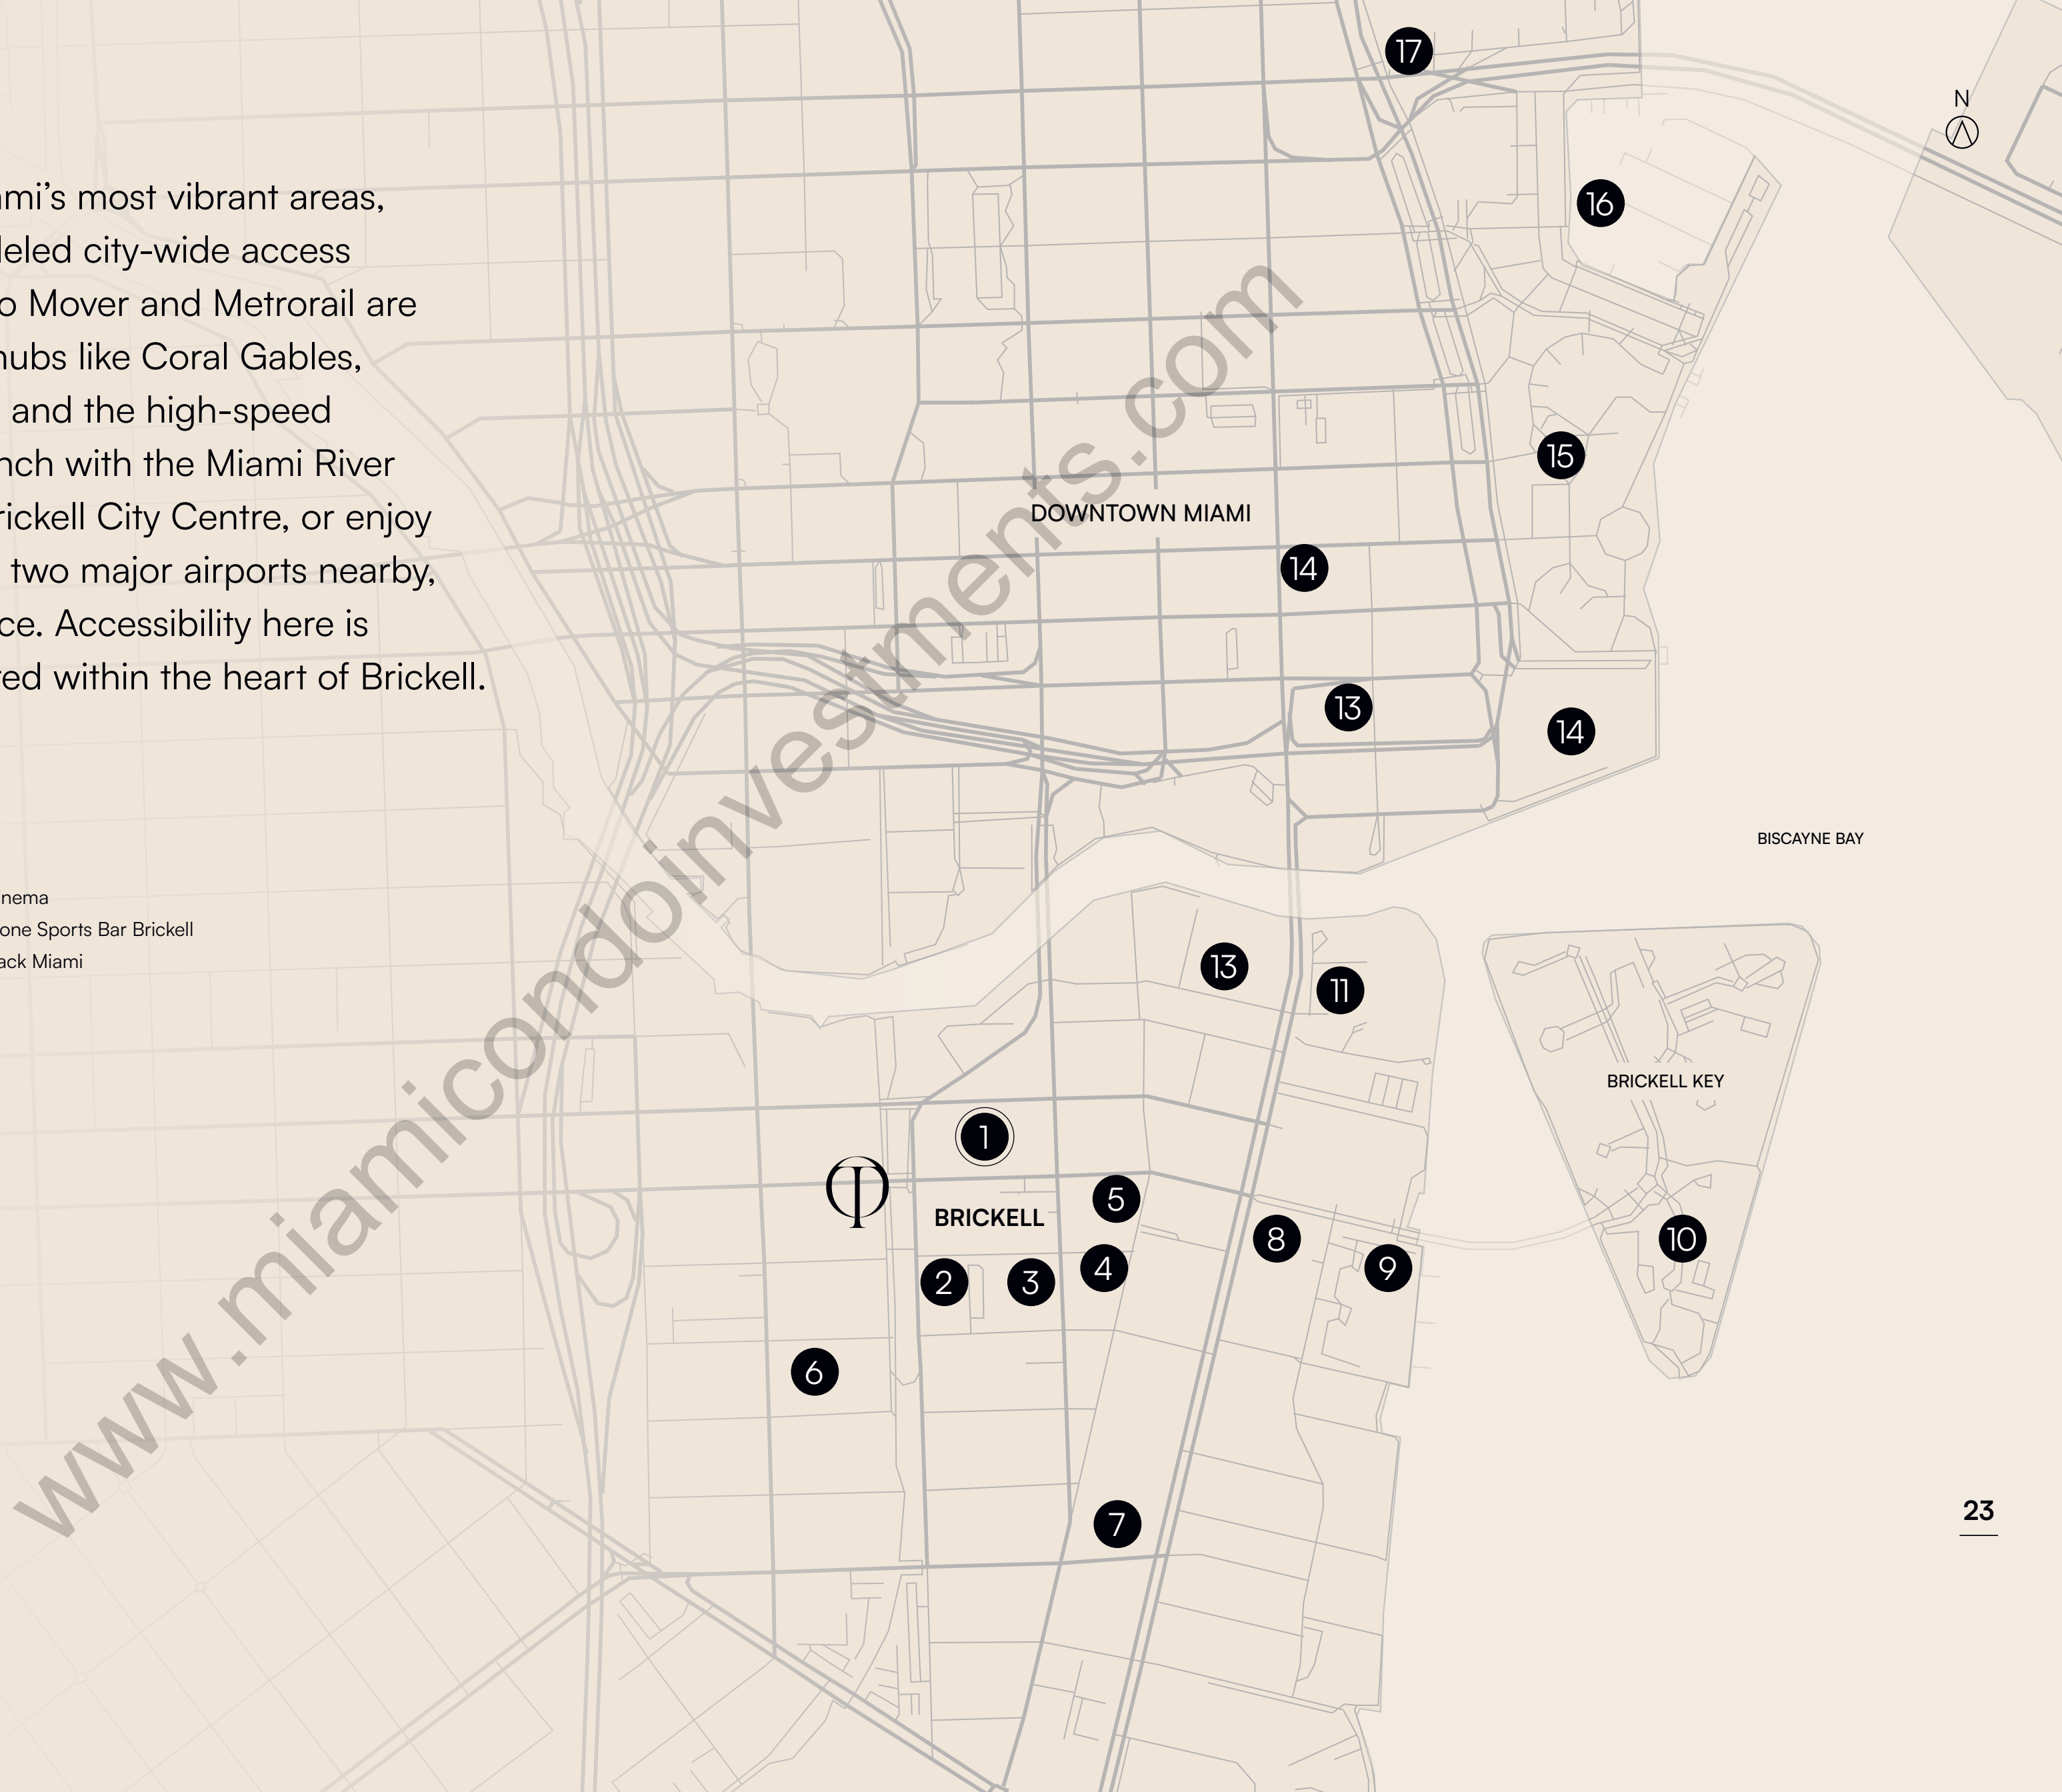 17
N
16
ami's most vibrant areas,
leled city-wide access
o Mover and Metrorail are
hubs like Coral Gables,
and the high-speed
nch with the Miami River
rickell City Centre, or enjoy
two major airports nearby,
ce. Accessibility here is
red within the heart of Brickell.
15
DOWNTOWN MIAMI
14
13
14
BISCAYNE BAY
nema
one Sports Bar Brickell
ack Miami
13
11
BRICKELL KEY
1
5
BRICKELL
8
10
4
9
2
3
6
7
23
www.miamicondoinvestments.com